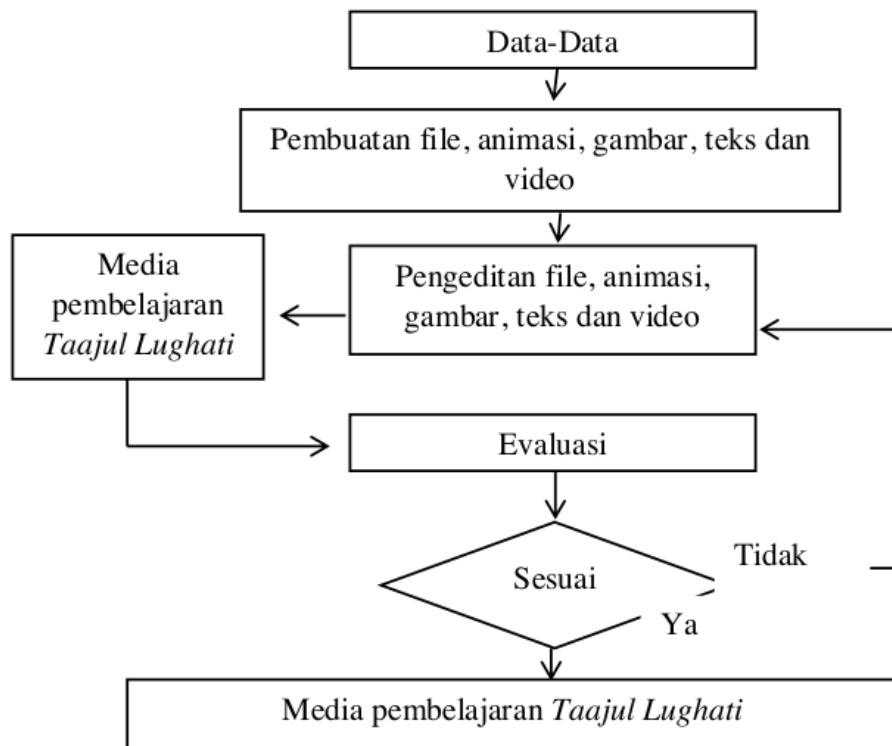 Data-Data
Pembuatan file, animasi, gambar, teks dan
video
Pengeditan file, animasi,
gambar, teks dan video
Media
pembelajaran
Taajul Lughati
Evaluasi
Sesuai
Tidak
Ya
Media pembelajaran Taajul Lughati